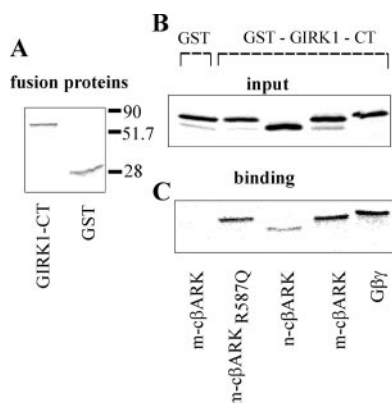 A
fusion proteins
90
51.7
28
GIRK1-CT
GST
B
GST
GST - GIRK1 - CT
input
C
binding
m-cβARK
m-cβARK R587Q
n-cβARK
m-cβARK
Gβγ